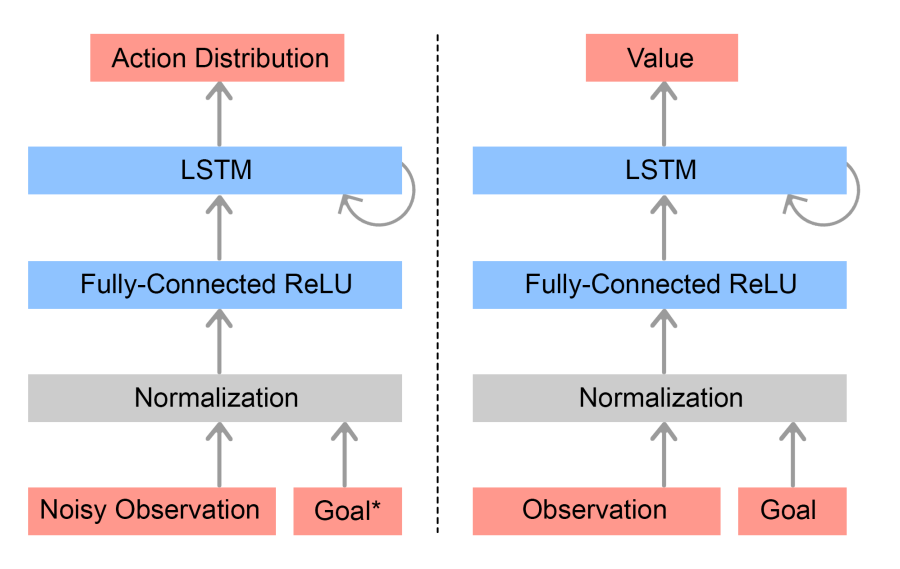 Action Distribution
LSTM
Fully-Connected ReLU
Normalization
Noisy Observation
Goal*
Value
LSTM
Fully-Connected ReLU
Normalization
Observation
Goal